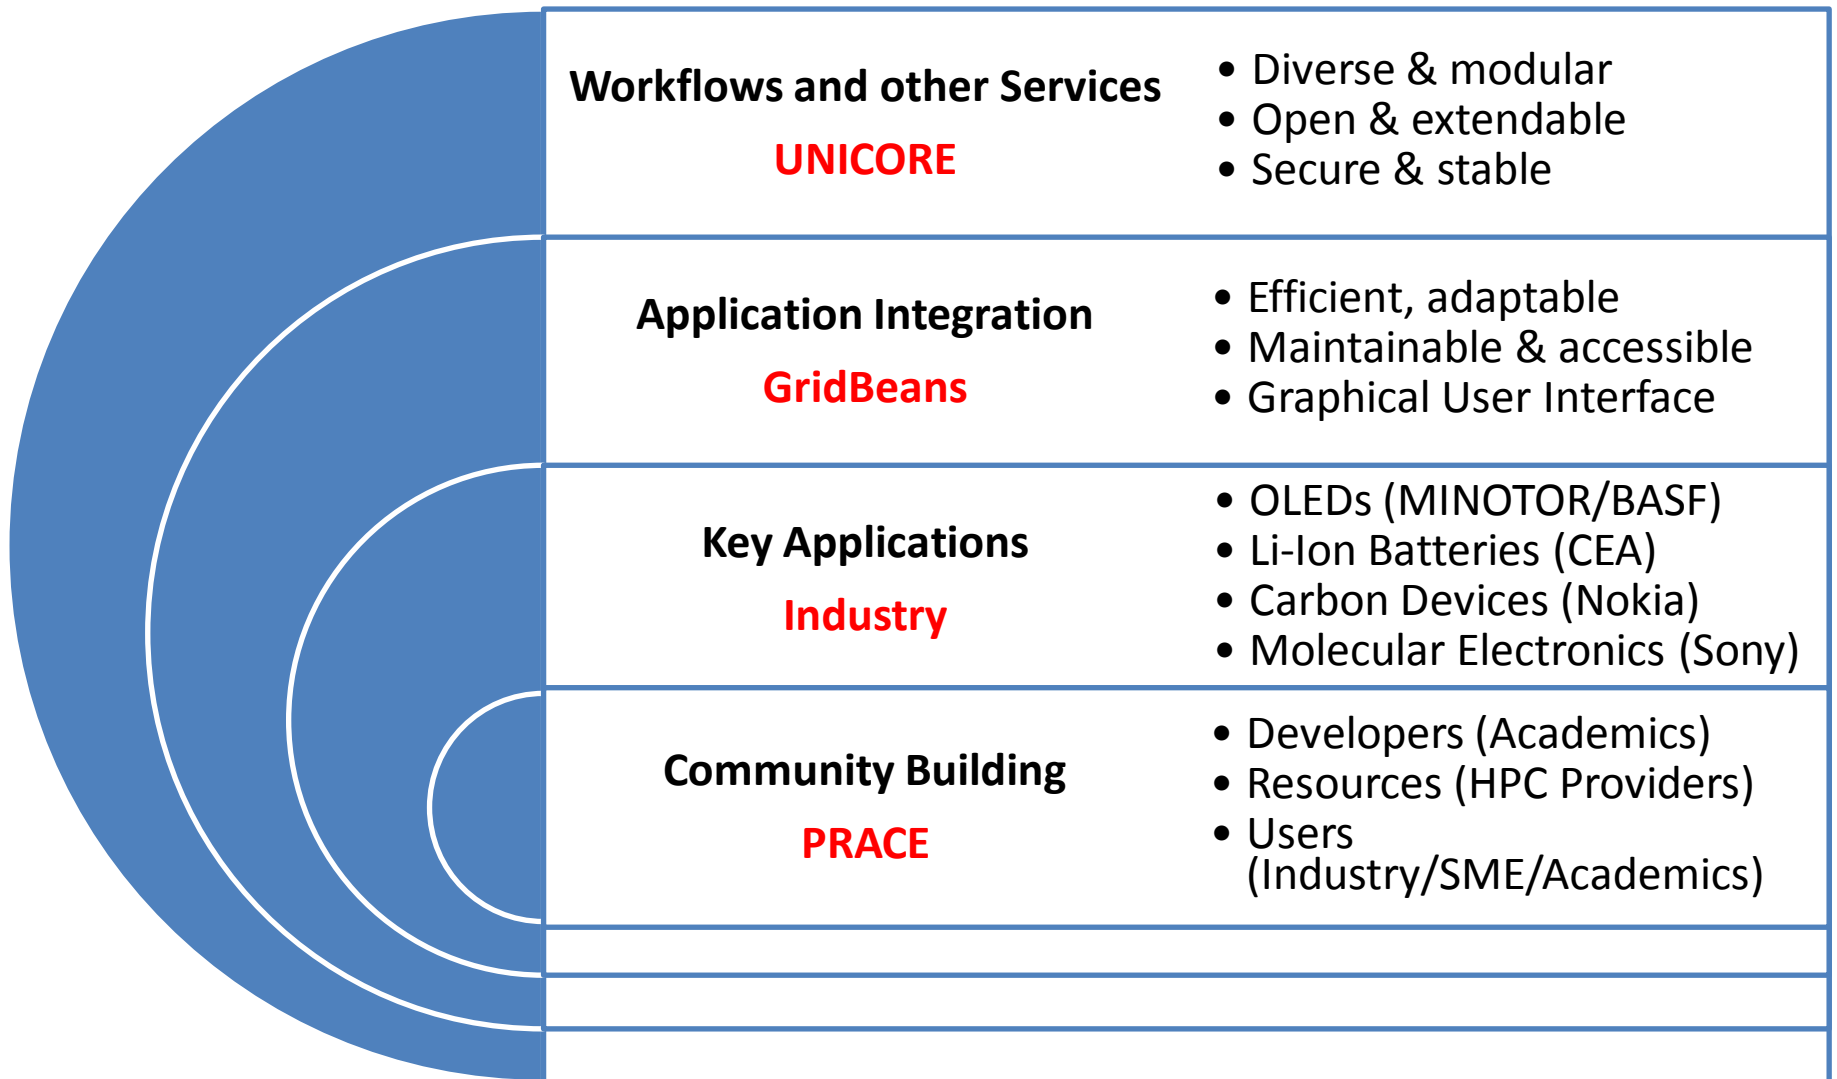 Workflows and other Services
UNICORE
• Diverse & modular
• Open & extendable
• Secure & stable
Application Integration
GridBeans
• Efficient, adaptable
• Maintainable & accessible
• Graphical User Interface
Key Applications
Industry
• OLEDs (MINOTOR/BASF)
• Li-Ion Batteries (CEA)
• Carbon Devices (Nokia)
• Molecular Electronics (Sony)
Community Building
PRACE
• Developers (Academics)
• Resources (HPC Providers)
• Users
(Industry/SME/Academics)